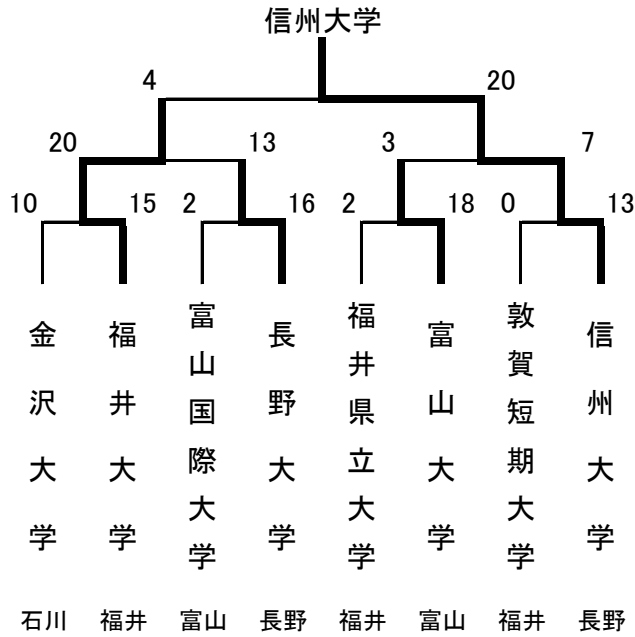 信州大学
4 20
20 13 3 7
10 15 2 16 2 18 0 13
金沢大学
福井大学
富山国際大学
長野大学
福井県立大学
富山大学
敦賀短期大学
信州大学
石川 福井 富山 長野 福井 富山 福井 長野